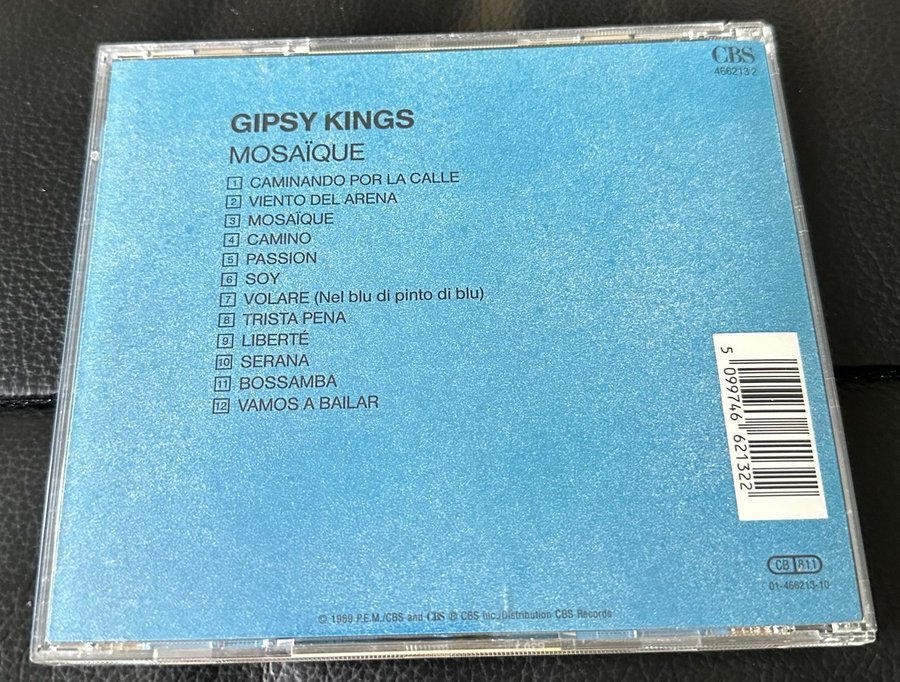 CBS
466213 2
GIPSY KINGS
MOSAÏQUE
1 CAMINANDO POR LA CALLE
2 VIENTO DEL ARENA
3 MOSAÏQUE
4 CAMINO
5 PASSION
6 SOY
7 VOLARE (Nel blu di pinto di blu)
8 TRISTA PENA
9 LIBERTÉ
10 SERANA
11 BOSSAMBA
12 VAMOS A BAILAR
5 099746 621322
CB 811
01-466213-10
© 1989 P.E.M./CBS and CBS ® CBS Inc./Distribution CBS Records